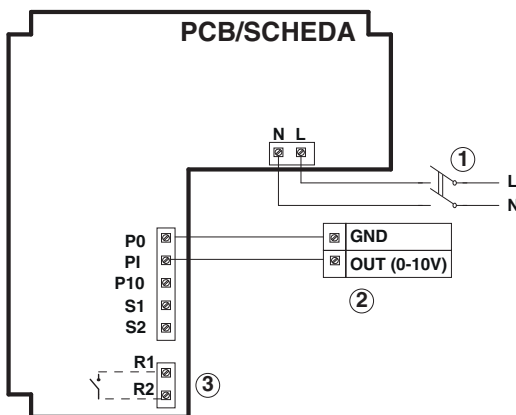 PCB/SCHEDA
N L
1
L
N
P0
PI
P10
S1
S2
GND
OUT (0-10V)
2
R1
R2
3